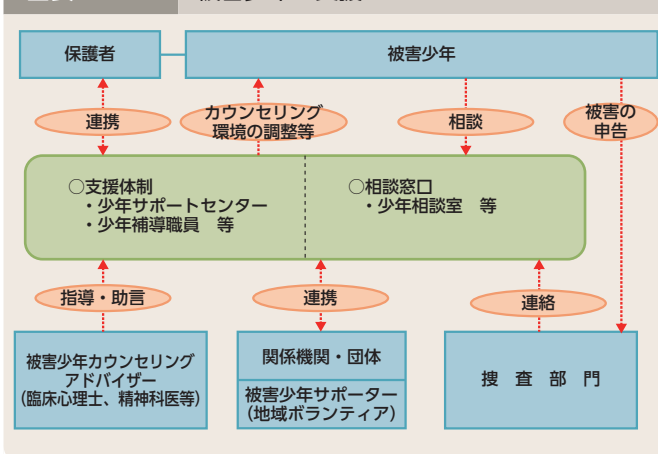 保護者
被害少年
連携
カウンセリング
環境の調整等
相談
被害の
申告
○支援体制
・少年サポートセンター
・少年補導職員　等
○相談窓口
・少年相談室　等
指導・助言
連携
連絡
被害少年カウンセリング
アドバイザー
(臨床心理士、精神科医等)
関係機関・団体
被害少年サポーター
(地域ボランティア)
捜 査 部 門